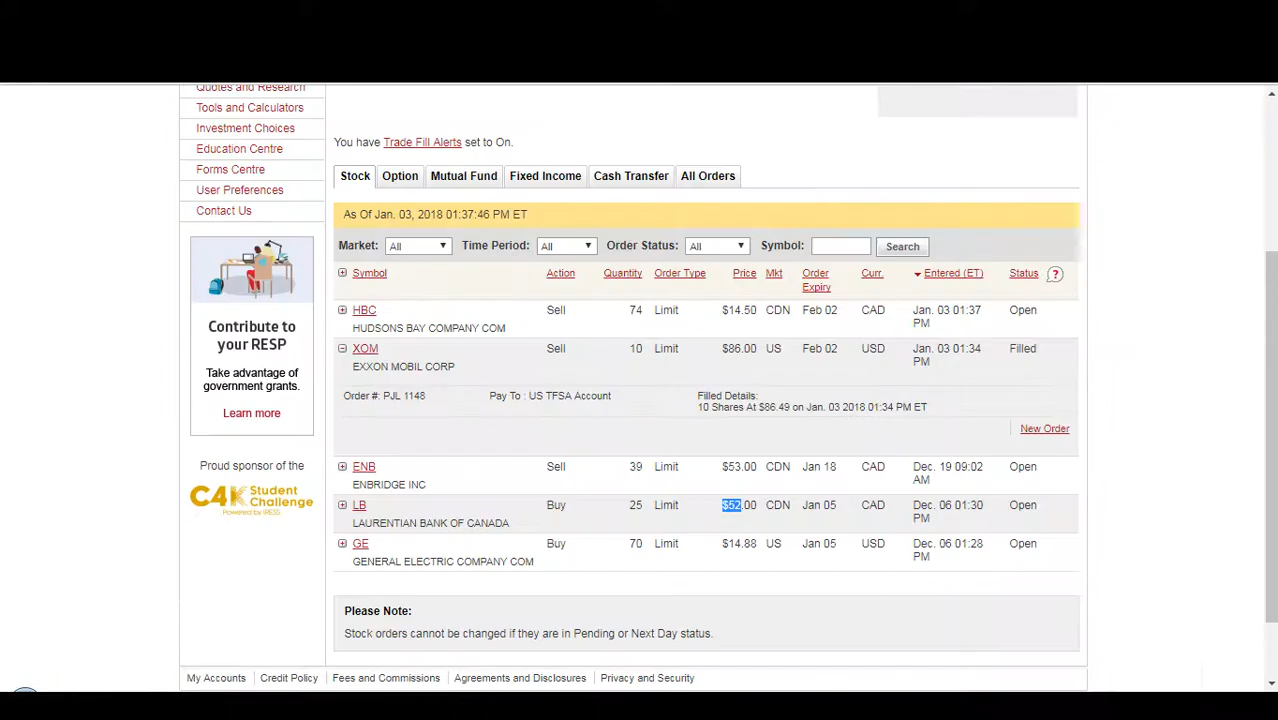 Quotes and Research
Tools and Calculators
Investment Choices
Education Centre
Forms Centre
User Preferences
Contact Us
Contribute to
your RESP
Take advantage of
government grants.
Learn more
Proud sponsor of the
C4K Student
Challenge
Powered by IRESS
You have Trade Fill Alerts set to On.
Stock Option Mutual Fund Fixed Income Cash Transfer All Orders
As Of Jan. 03, 2018 01:37:46 PM ET
Market: All Time Period: All Order Status: All Symbol: Search
Symbol Action Quantity Order Type Price Mkt Order Curr. Entered (ET) Status ?
Expiry
HBC Sell 74 Limit $14.50 CDN Feb 02 CAD Jan. 03 01:37 Open
PM
HUDSONS BAY COMPANY COM
XOM Sell 10 Limit $86.00 US Feb 02 USD Jan. 03 01:34 Filled
PM
EXXON MOBIL CORP
Order #: PJL 1148 Pay To : US TFSA Account Filled Details:
10 Shares At $86.49 on Jan. 03 2018 01:34 PM ET
New Order
ENB Sell 39 Limit $53.00 CDN Jan 18 CAD Dec. 19 09:02 Open
AM
ENBRIDGE INC
LB Buy 25 Limit $52.00 CDN Jan 05 CAD Dec. 06 01:30 Open
PM
LAURENTIAN BANK OF CANADA
GE Buy 70 Limit $14.88 US Jan 05 USD Dec. 06 01:28 Open
PM
GENERAL ELECTRIC COMPANY COM
Please Note:
Stock orders cannot be changed if they are in Pending or Next Day status.
My Accounts Credit Policy Fees and Commissions Agreements and Disclosures Privacy and Security